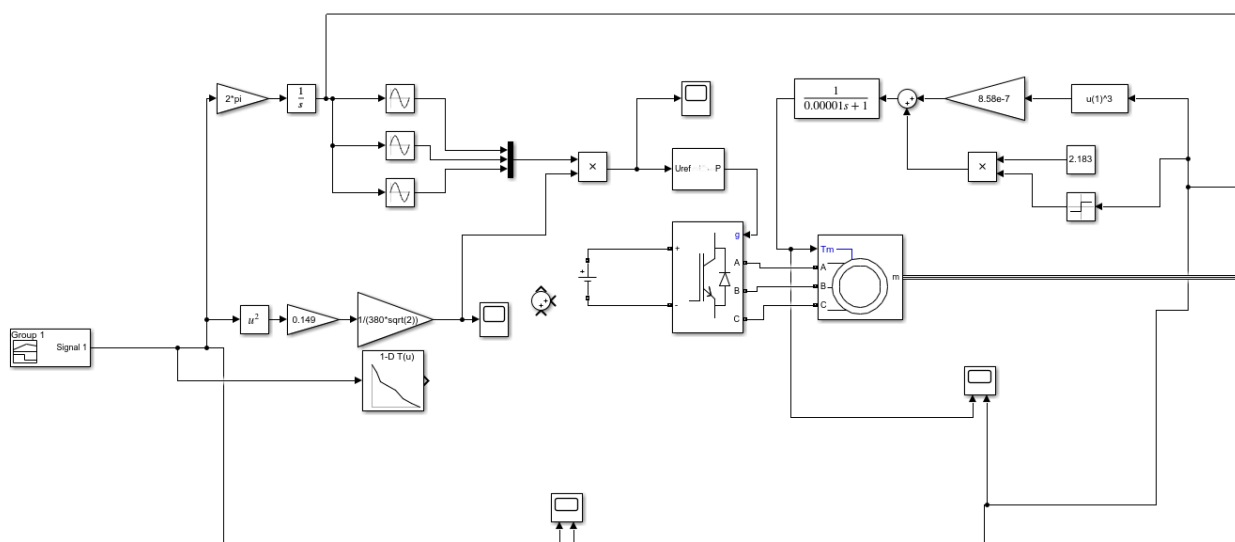 2*pi
1
s
1
0.00001s + 1
+
+
8.58e-7
u(1)^3
×
Uref
P
×
2.183
g
+
-
A
B
C
Tm
A
B
C
m
+
+
+
u²
0.149
1/(380*sqrt(2))
Group 1
Signal 1
1-D T(u)